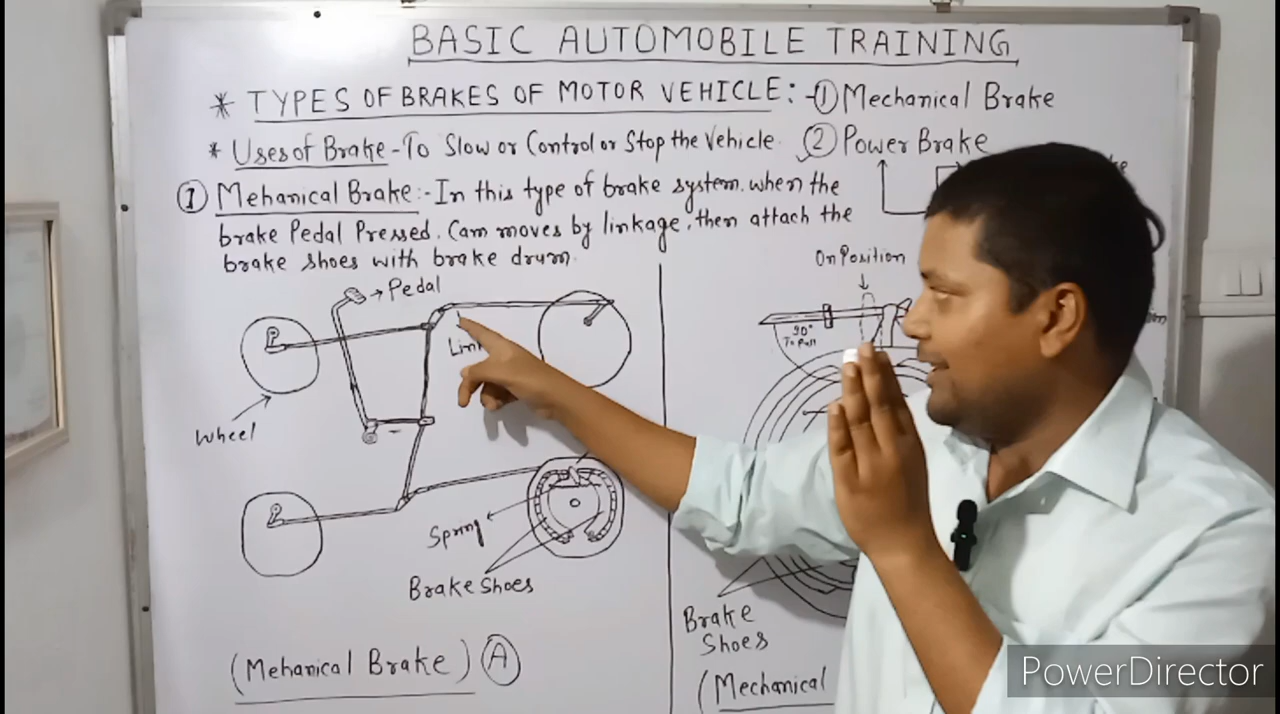 BASIC AUTOMOBILE TRAINING
* TYPES OF BRAKES OF MOTOR VEHICLE:- ① Mechanical Brake
* Uses of Brake - To Slow or Control or Stop the Vehicle. ② Power Brake
① Mehanical Brake:- In this type of brake system. when the
brake Pedal Pressed. Cam moves by linkage, then attach the
brake shoes with brake drum.
On Position
→ Pedal
90°
To Pull
Wheel
Spring
Brake Shoes
Brake
Shoes
(Mehanical Brake) Ⓐ
(Mechanical
PowerDirector